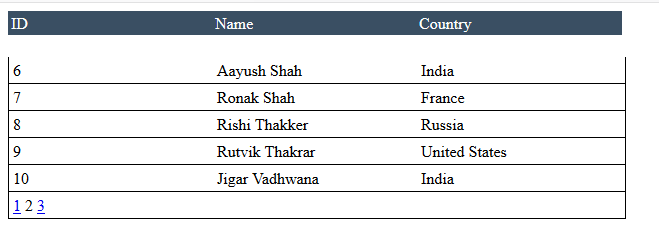 ID Name Country
6 Aayush Shah India
7 Ronak Shah France
8 Rishi Thakker Russia
9 Rutvik Thakrar United States
10 Jigar Vadhwana India
1 2 3